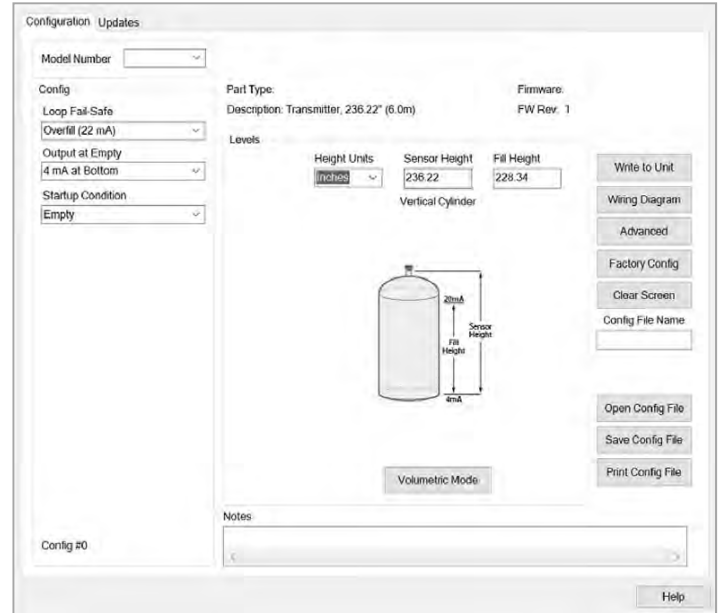 Configuration Updates
Model Number
Config
Loop Fail-Safe
Overfill (22 mA)
Output at Empty
4 mA at Bottom
Startup Condition
Empty
Config #0
Part Type: Firmware:
Description: Transmitter, 236.22" (6.0m) FW Rev: 1
Levels
Height Units Sensor Height Fill Height
Inches 236.22 228.34
Vertical Cylinder
20mA
Sensor
Height
Fill
Height
4mA
Volumetric Mode
Notes
Write to Unit
Wiring Diagram
Advanced
Factory Config
Clear Screen
Config File Name
Open Config File
Save Config File
Print Config File
Help